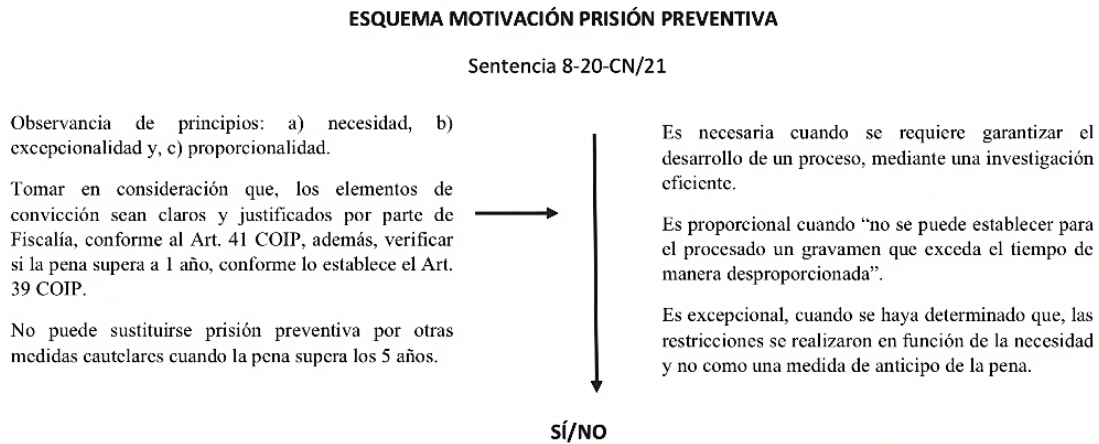 ESQUEMA MOTIVACIÓN PRISIÓN PREVENTIVA
Sentencia 8-20-CN/21
Observancia de principios: a) necesidad, b)
excepcionalidad y, c) proporcionalidad.
Tomar en consideración que, los elementos de
convicción sean claros y justificados por parte de
Fiscalía, conforme al Art. 41 COIP, además, verificar
si la pena supera a 1 año, conforme lo establece el Art.
39 COIP.
No puede sustituirse prisión preventiva por otras
medidas cautelares cuando la pena supera los 5 años.
Es necesaria cuando se requiere garantizar el
desarrollo de un proceso, mediante una investigación
eficiente.
Es proporcional cuando “no se puede establecer para
el procesado un gravamen que exceda el tiempo de
manera desproporcionada”.
Es excepcional, cuando se haya determinado que, las
restricciones se realizaron en función de la necesidad
y no como una medida de anticipo de la pena.
SÍ/NO